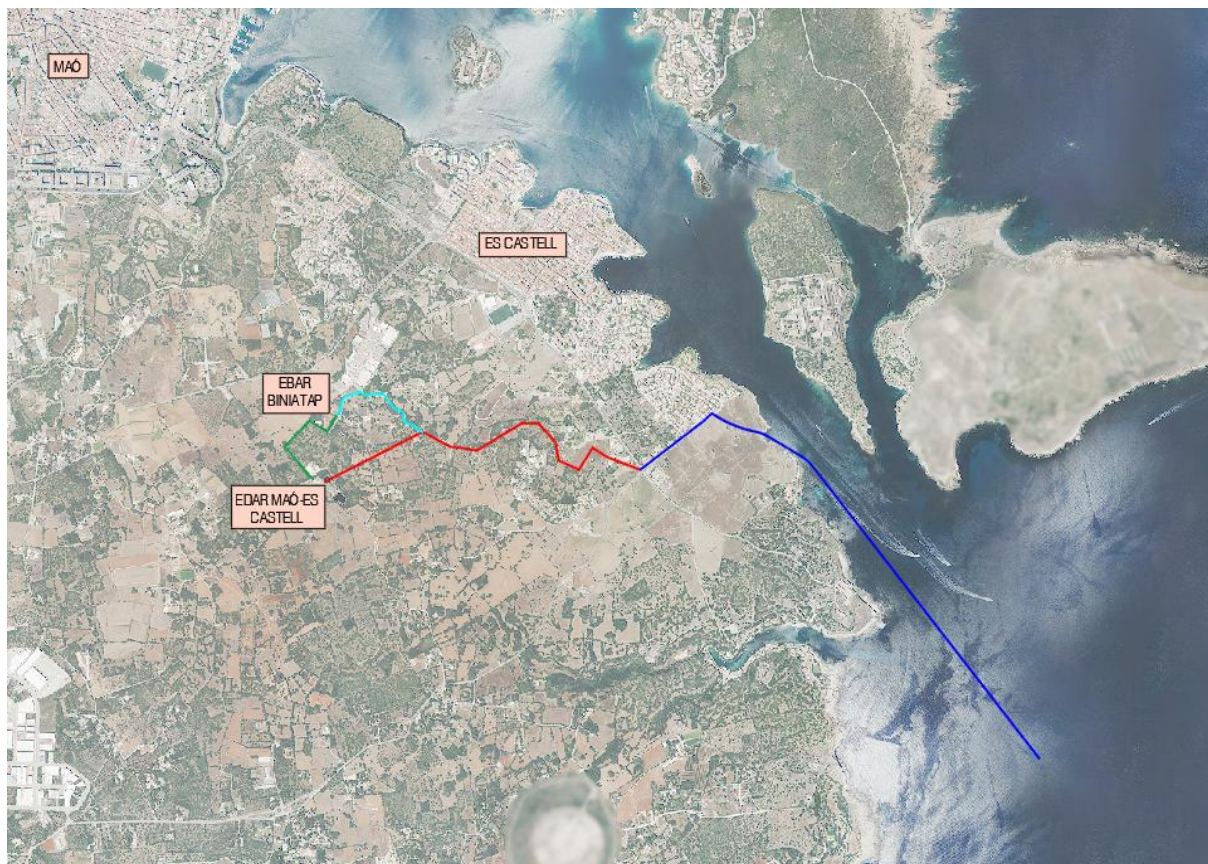 MAÓ
ES CASTELL
EBAR
BINIATAP
EDAR MAÓ-ES
CASTELL